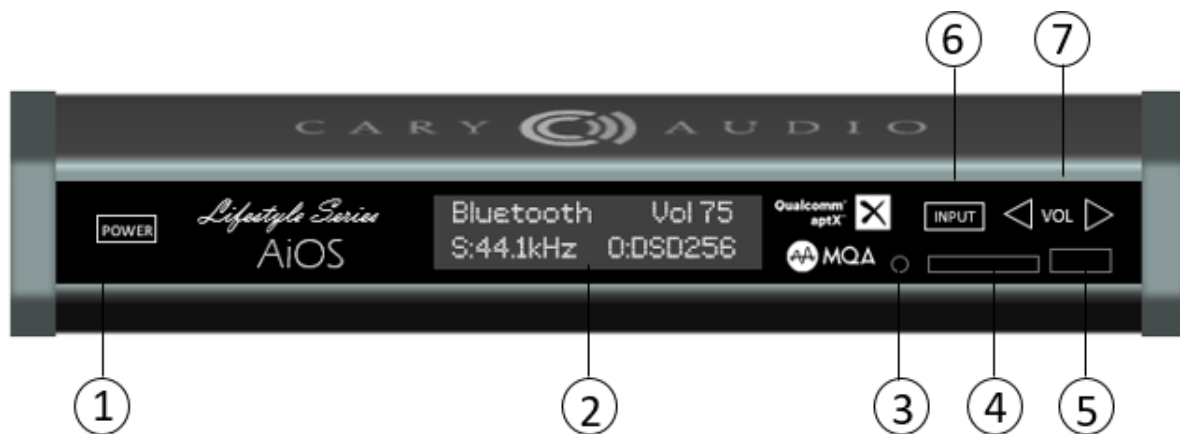 6 7
CARY AUDIO
POWER
Lifestyle Series
AiOS
Bluetooth Vol 75
S:44.1kHz O:DSD256
Qualcomm
aptX
MQA
INPUT
VOL
1 2 3 4 5